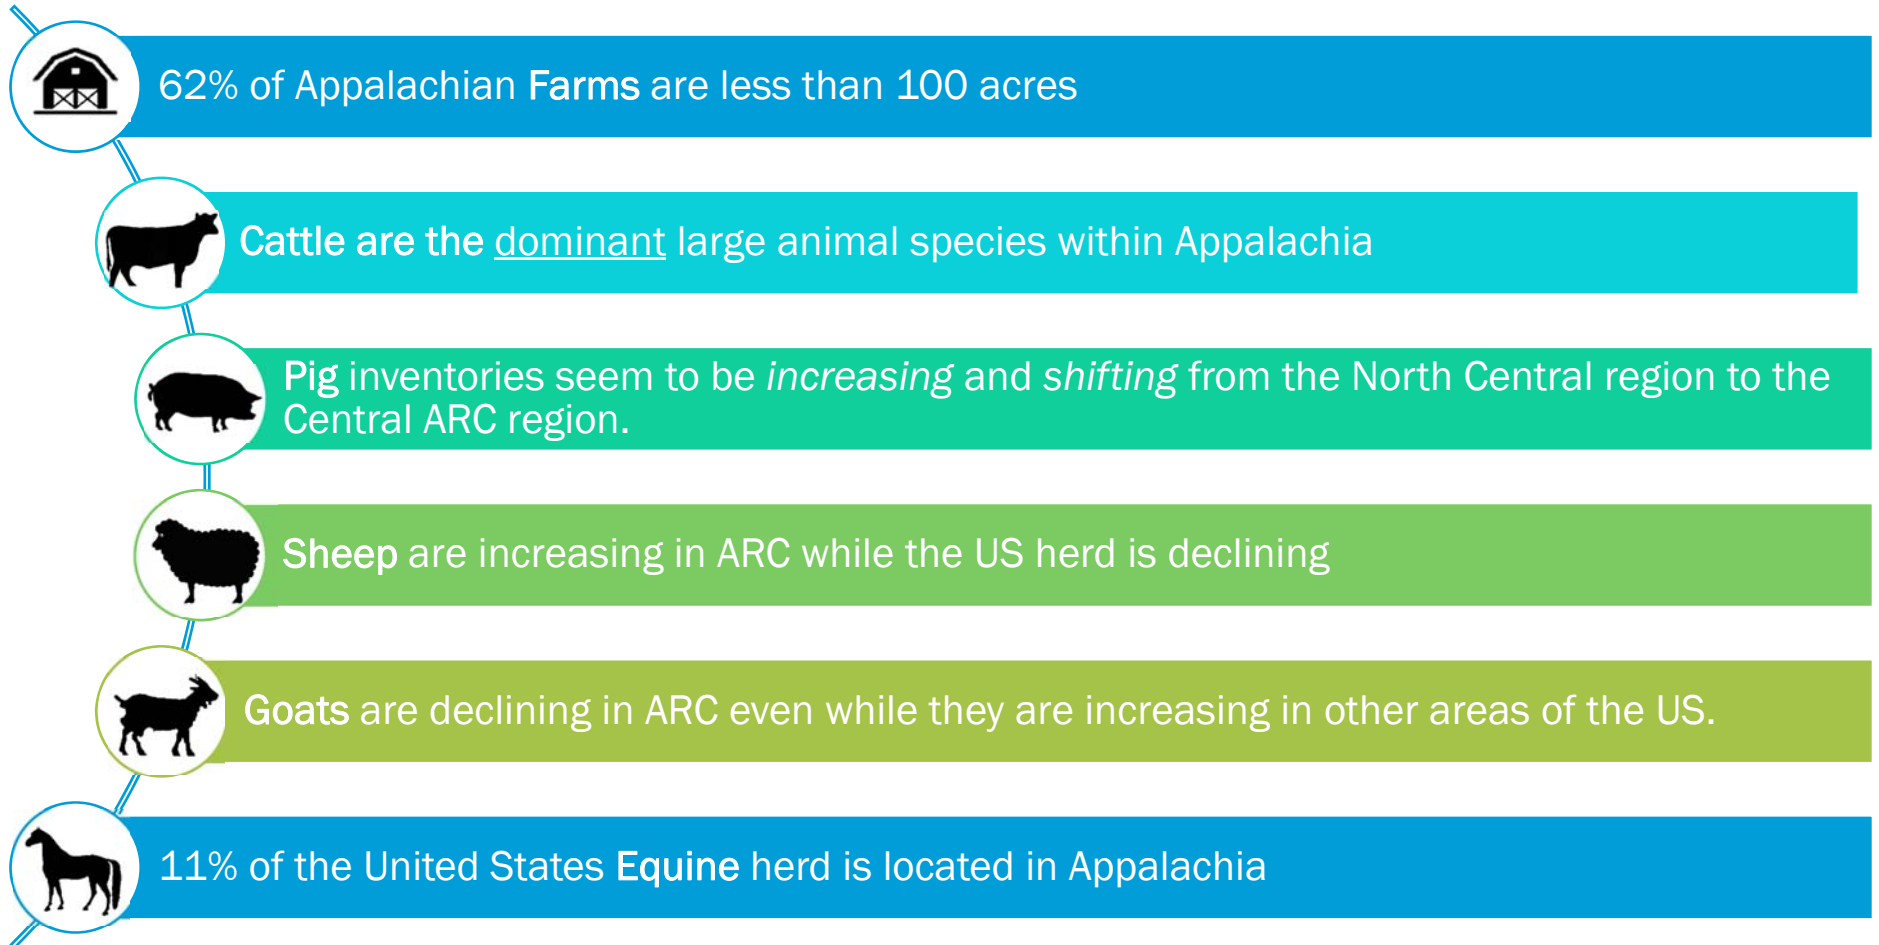 62% of Appalachian Farms are less than 100 acres
Cattle are the dominant large animal species within Appalachia
Pig inventories seem to be increasing and shifting from the North Central region to the
Central ARC region.
Sheep are increasing in ARC while the US herd is declining
Goats are declining in ARC even while they are increasing in other areas of the US.
11% of the United States Equine herd is located in Appalachia